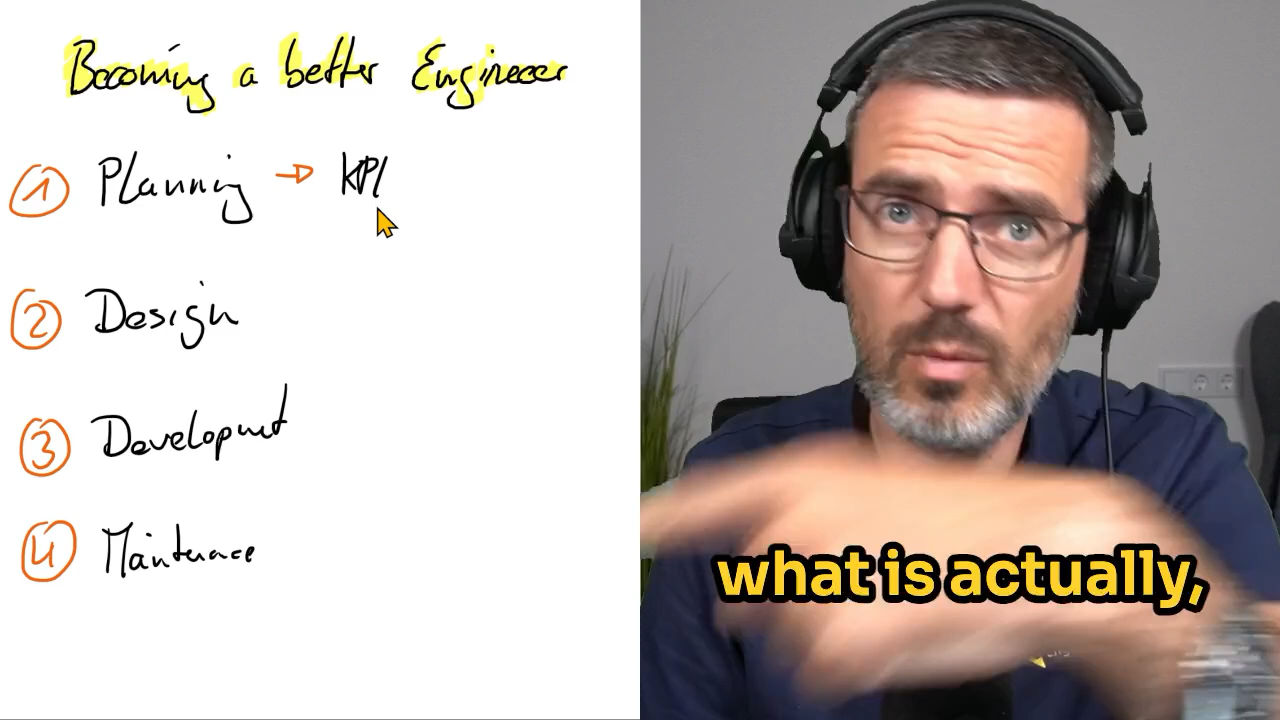 Becoming a better Engineer
1 Planning → KPI
2 Design
3 Development
4 Maintenance
what is actually,